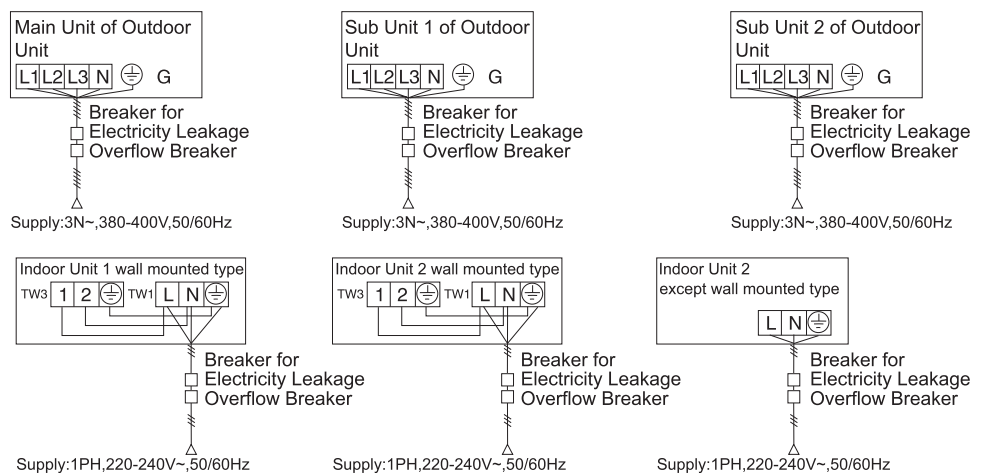 Main Unit of Outdoor
Unit
L1 L2 L3 N G
Breaker for
Electricity Leakage
Overflow Breaker
Supply:3N~,380-400V,50/60Hz
Sub Unit 1 of Outdoor
Unit
L1 L2 L3 N G
Breaker for
Electricity Leakage
Overflow Breaker
Supply:3N~,380-400V,50/60Hz
Sub Unit 2 of Outdoor
Unit
L1 L2 L3 N G
Breaker for
Electricity Leakage
Overflow Breaker
Supply:3N~,380-400V,50/60Hz
Indoor Unit 1 wall mounted type
TW3 1 2 TW1 L N
Breaker for
Electricity Leakage
Overflow Breaker
Supply:1PH,220-240V~,50/60Hz
Indoor Unit 2 wall mounted type
TW3 1 2 TW1 L N
Breaker for
Electricity Leakage
Overflow Breaker
Supply:1PH,220-240V~,50/60Hz
Indoor Unit 2
except wall mounted type
L N
Breaker for
Electricity Leakage
Overflow Breaker
Supply:1PH,220-240V~,50/60Hz